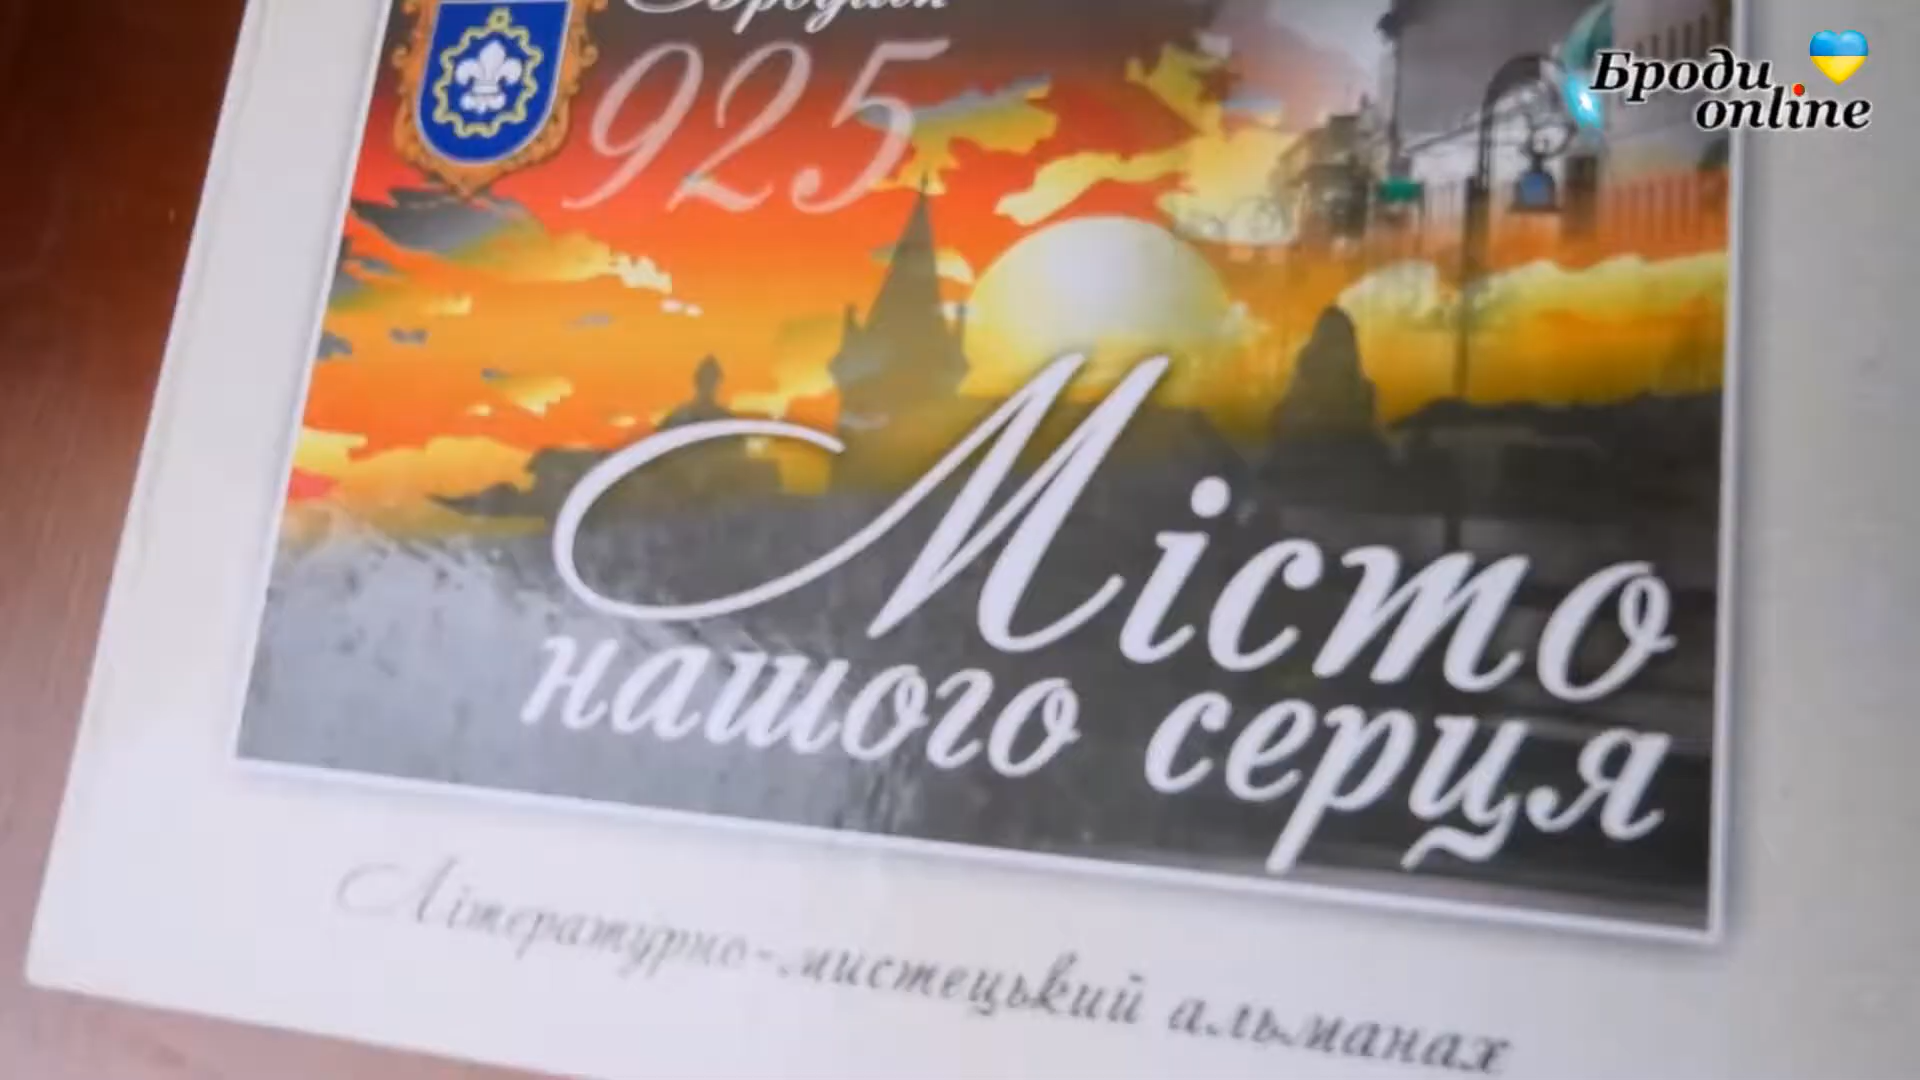 925
Броди
online
Місто
нашого серця
Літературно-мистецький альманах